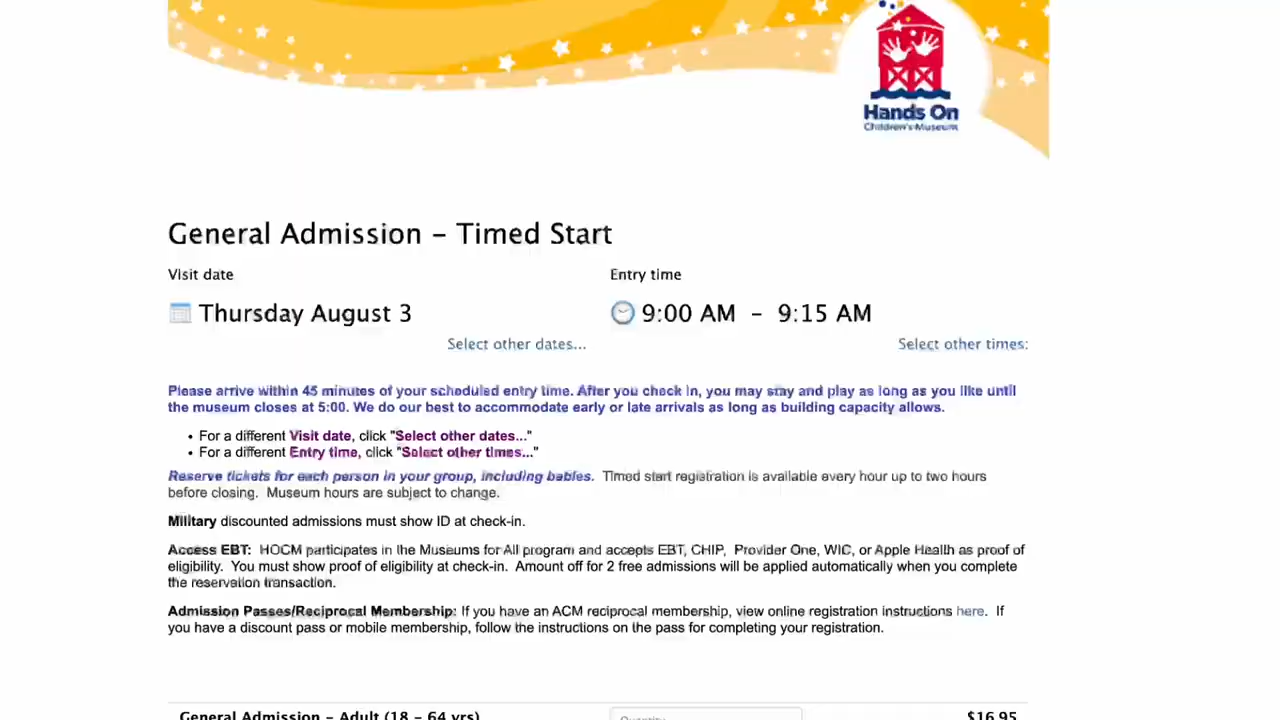 Hands On
Children's Museum
General Admission – Timed Start
Visit date
Entry time
Thursday August 3
9:00 AM – 9:15 AM
Select other dates...
Select other times:
Please arrive within 45 minutes of your scheduled entry time. After you check in, you may stay and play as long as you like until
the museum closes at 5:00. We do our best to accommodate early or late arrivals as long as building capacity allows.
• For a different Visit date, click "Select other dates..."
• For a different Entry time, click "Select other times..."
Reserve tickets for each person in your group, including babies. Timed start registration is available every hour up to two hours
before closing. Museum hours are subject to change.
Military discounted admissions must show ID at check-in.
Access EBT: HOCM participates in the Museums for All program and accepts EBT, CHIP, Provider One, WIC, or Apple Health as proof of
eligibility. You must show proof of eligibility at check-in. Amount off for 2 free admissions will be applied automatically when you complete
the reservation transaction.
Admission Passes/Reciprocal Membership: If you have an ACM reciprocal membership, view online registration instructions here. If
you have a discount pass or mobile membership, follow the instructions on the pass for completing your registration.
General Admission – Adult (18 – 64 yrs)
Quantity
$16.95